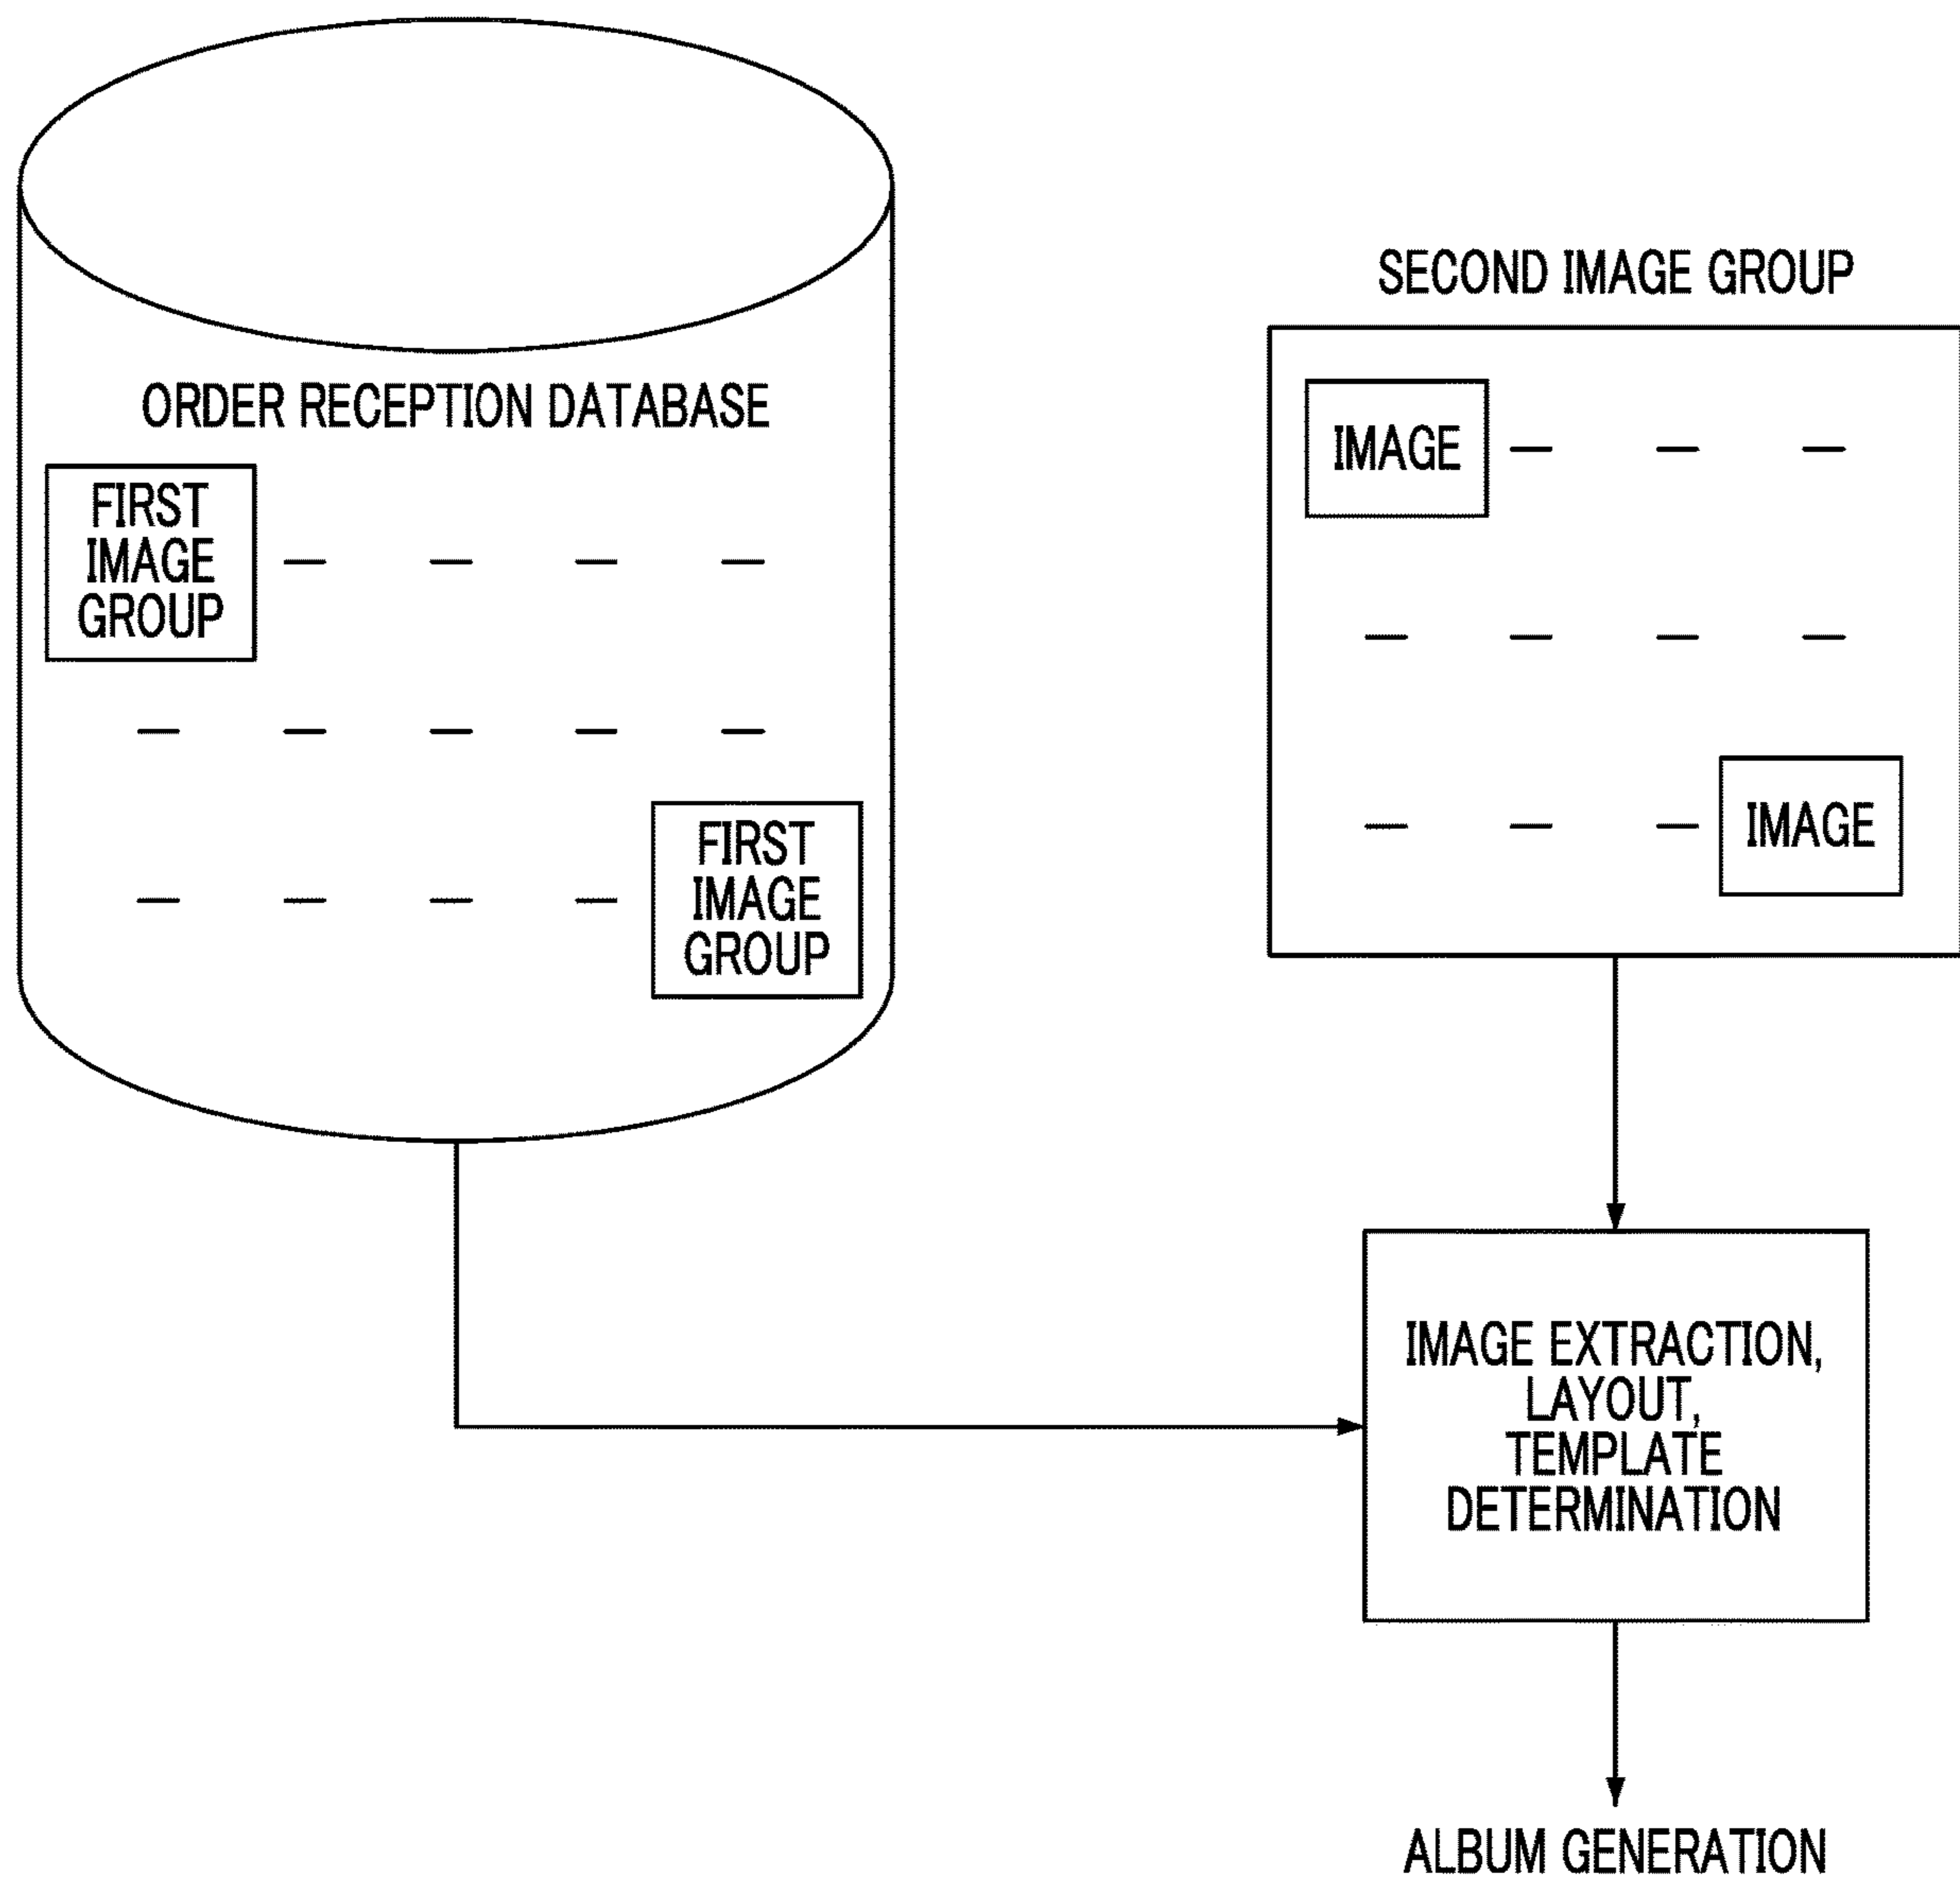 ORDER RECEPTION DATABASE
FIRST
IMAGE
GROUP
FIRST
IMAGE
GROUP
SECOND IMAGE GROUP
IMAGE
IMAGE
IMAGE EXTRACTION,
LAYOUT,
TEMPLATE
DETERMINATION
ALBUM GENERATION